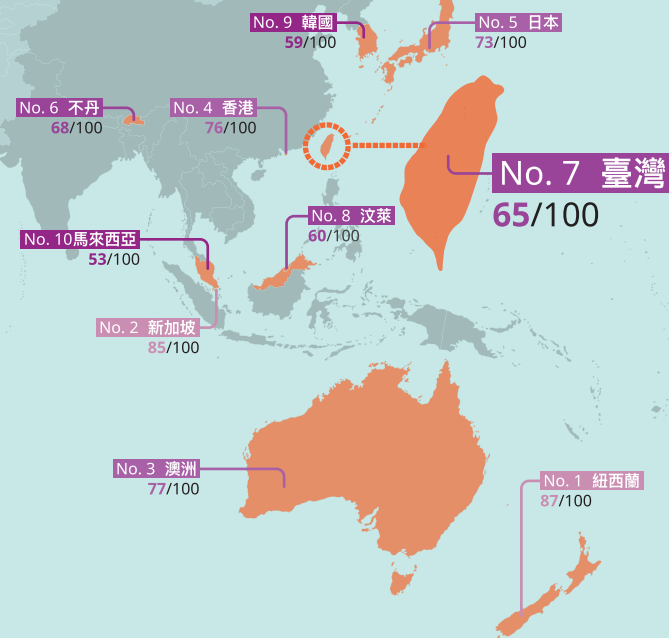 No. 9 韓國
59/100
No. 5 日本
73/100
No. 6 不丹
68/100
No. 4 香港
76/100
No. 7 臺灣
65/100
No. 8 汶萊
60/100
No. 10馬來西亞
53/100
No. 2 新加坡
85/100
No. 3 澳洲
77/100
No. 1 紐西蘭
87/100